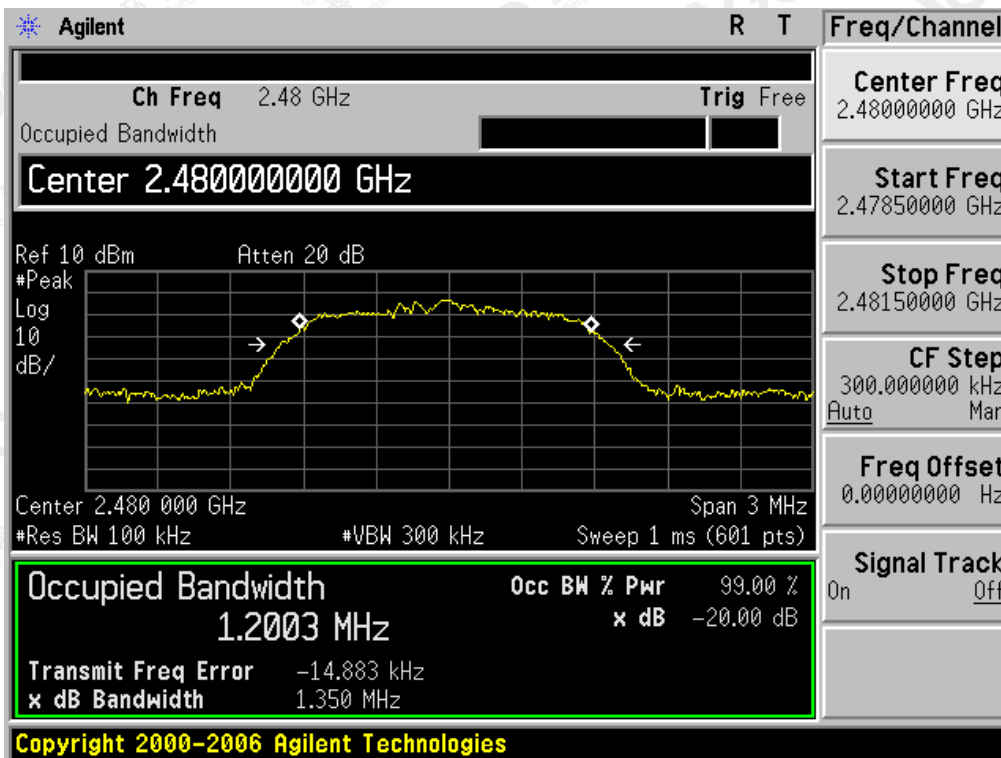 Agilent R T
Ch Freq 2.48 GHz Trig Free
Occupied Bandwidth
Center 2.480000000 GHz
Ref 10 dBm Atten 20 dB
#Peak
Log
10
dB/
Center 2.480 000 GHz Span 3 MHz
#Res BW 100 kHz #VBW 300 kHz Sweep 1 ms (601 pts)
Occupied Bandwidth Occ BW % Pwr 99.00 %
1.2003 MHz x dB -20.00 dB
Transmit Freq Error -14.883 kHz
x dB Bandwidth 1.350 MHz
Copyright 2000-2006 Agilent Technologies
Freq/Channel
Center Freq
2.48000000 GHz
Start Freq
2.47850000 GHz
Stop Freq
2.48150000 GHz
CF Step
300.000000 kHz
Auto Man
Freq Offset
0.00000000 Hz
Signal Track
On Off